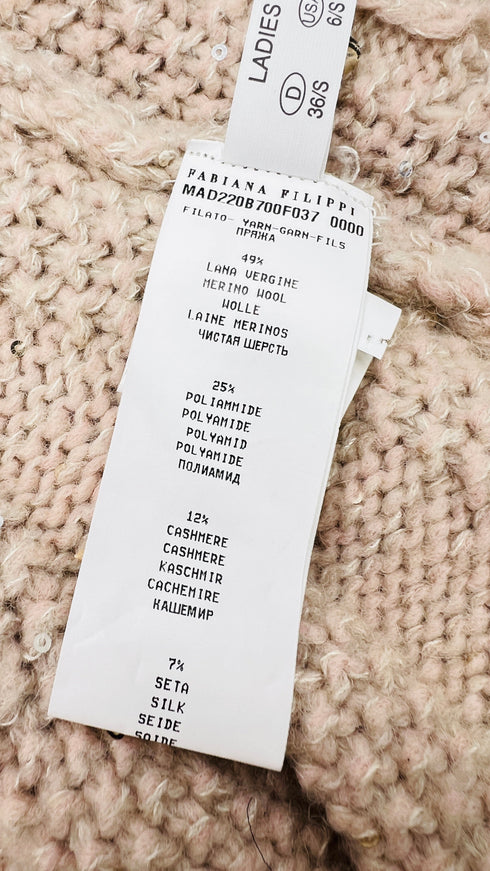 LADIES
USA
6/S
D
36/S
FABIANA FILIPPI
MAD220B700F037 0000
FILATO- YARN-GARN-FILS
ПРЯЖА
49%
LANA VERGINE
MERINO WOOL
WOLLE
LAINE MERINOS
ЧИСТАЯ ШЕРСТЬ
25%
POLIAMMIDE
POLYAMIDE
POLYAMID
POLYAMIDE
ПОЛИАМИД
12%
CASHMERE
CASHMERE
KASCHMIR
CACHEMIRE
КАШЕМИР
7%
SETA
SILK
SEIDE
SOIE